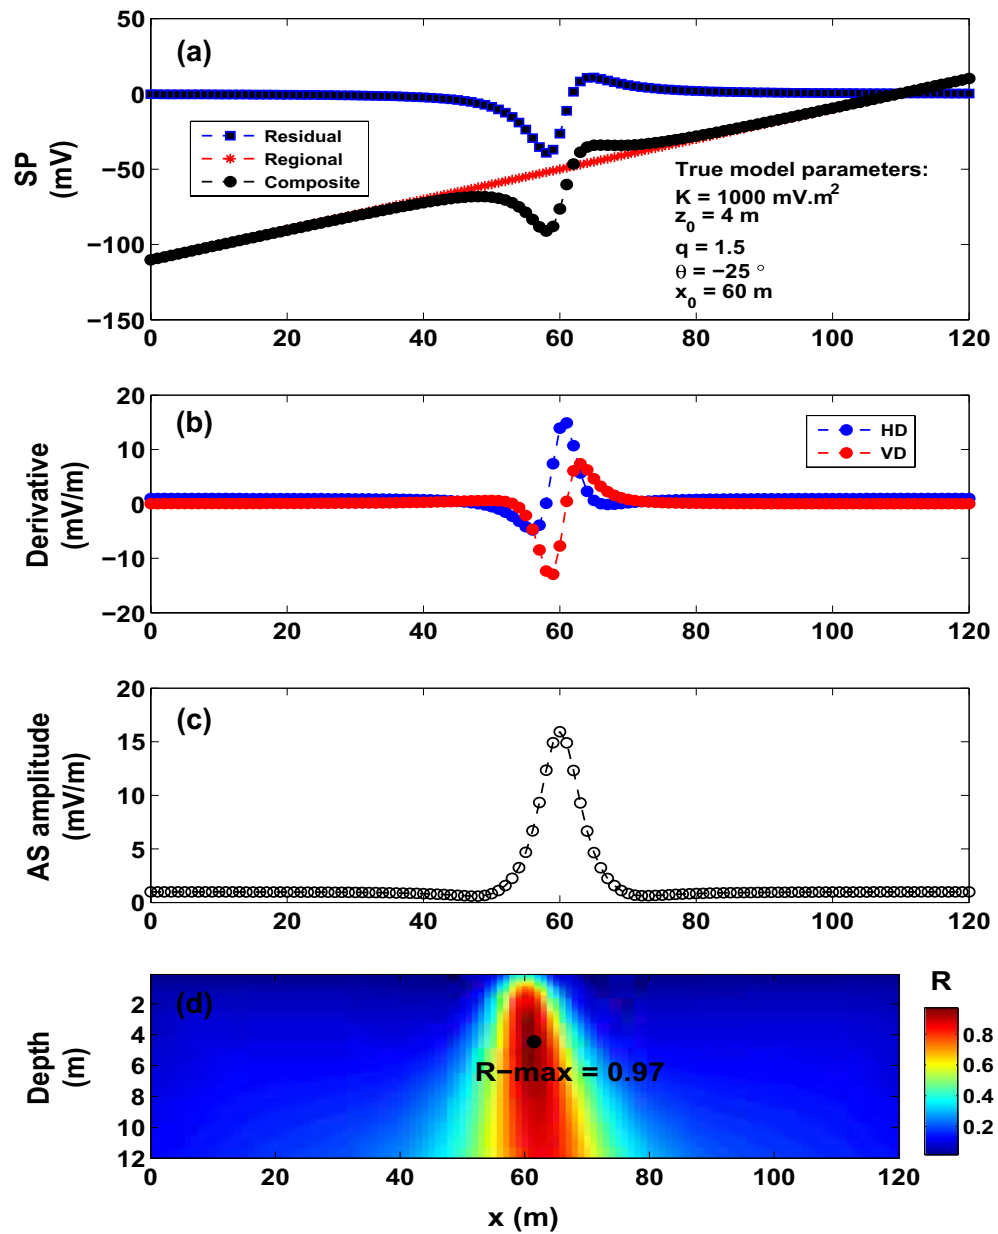 50
0
−50
−100
−150
SP
(mV)
(a)
Residual
Regional
Composite
True model parameters:
K = 1000 mV.m²
z₀ = 4 m
q = 1.5
θ = −25 °
x₀ = 60 m
0 20 40 60 80 100 120
20
10
0
−10
−20
Derivative
(mV/m)
(b)
HD
VD
0 20 40 60 80 100 120
20
15
10
5
0
AS amplitude
(mV/m)
(c)
0 20 40 60 80 100 120
2
4
6
8
10
12
Depth
(m)
(d)
R−max = 0.97
R
0.8
0.6
0.4
0.2
0 20 40 60 80 100 120
x (m)